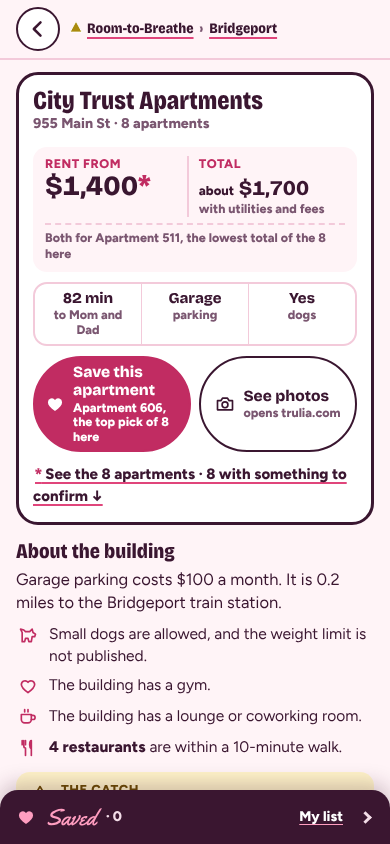 Room-to-Breathe › Bridgeport
City Trust Apartments
955 Main St · 8 apartments
RENT FROM
$1,400*
TOTAL
about $1,700
with utilities and fees
Both for Apartment 511, the lowest total of the 8
here
82 min
to Mom and
Dad
Garage
parking
Yes
dogs
Save this
apartment
Apartment 606,
the top pick of 8
here
See photos
opens trulia.com
* See the 8 apartments · 8 with something to
confirm ↓
About the building
Garage parking costs $100 a month. It is 0.2
miles to the Bridgeport train station.
Small dogs are allowed, and the weight limit is
not published.
The building has a gym.
The building has a lounge or coworking room.
4 restaurants are within a 10-minute walk.
THE CATCH
Saved · 0
My list